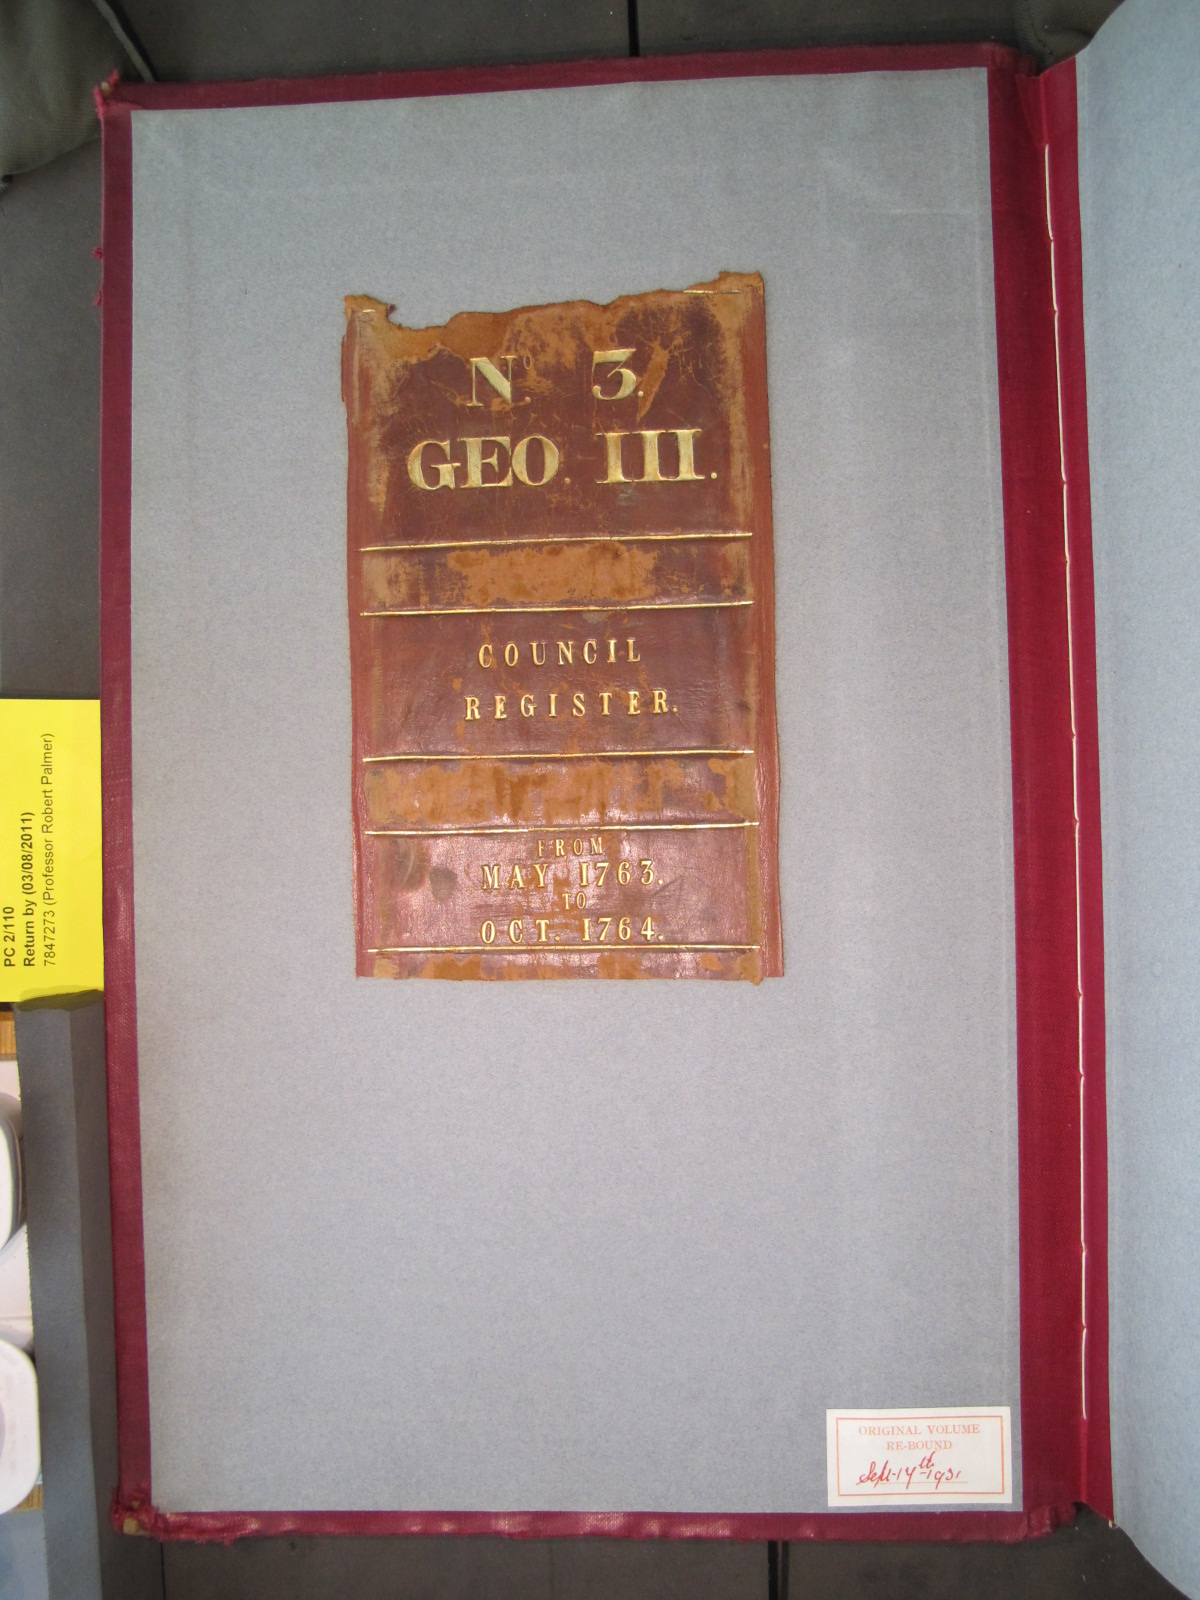 Nº. 3.
GEO. III.
COUNCIL
REGISTER.
FROM
MAY 1763.
TO
OCT. 1764.
PC 2/110
Return by (03/08/2011)
7847273 (Professor Robert Palmer)
ORIGINAL VOLUME
RE-BOUND
Sept. 14th 1931